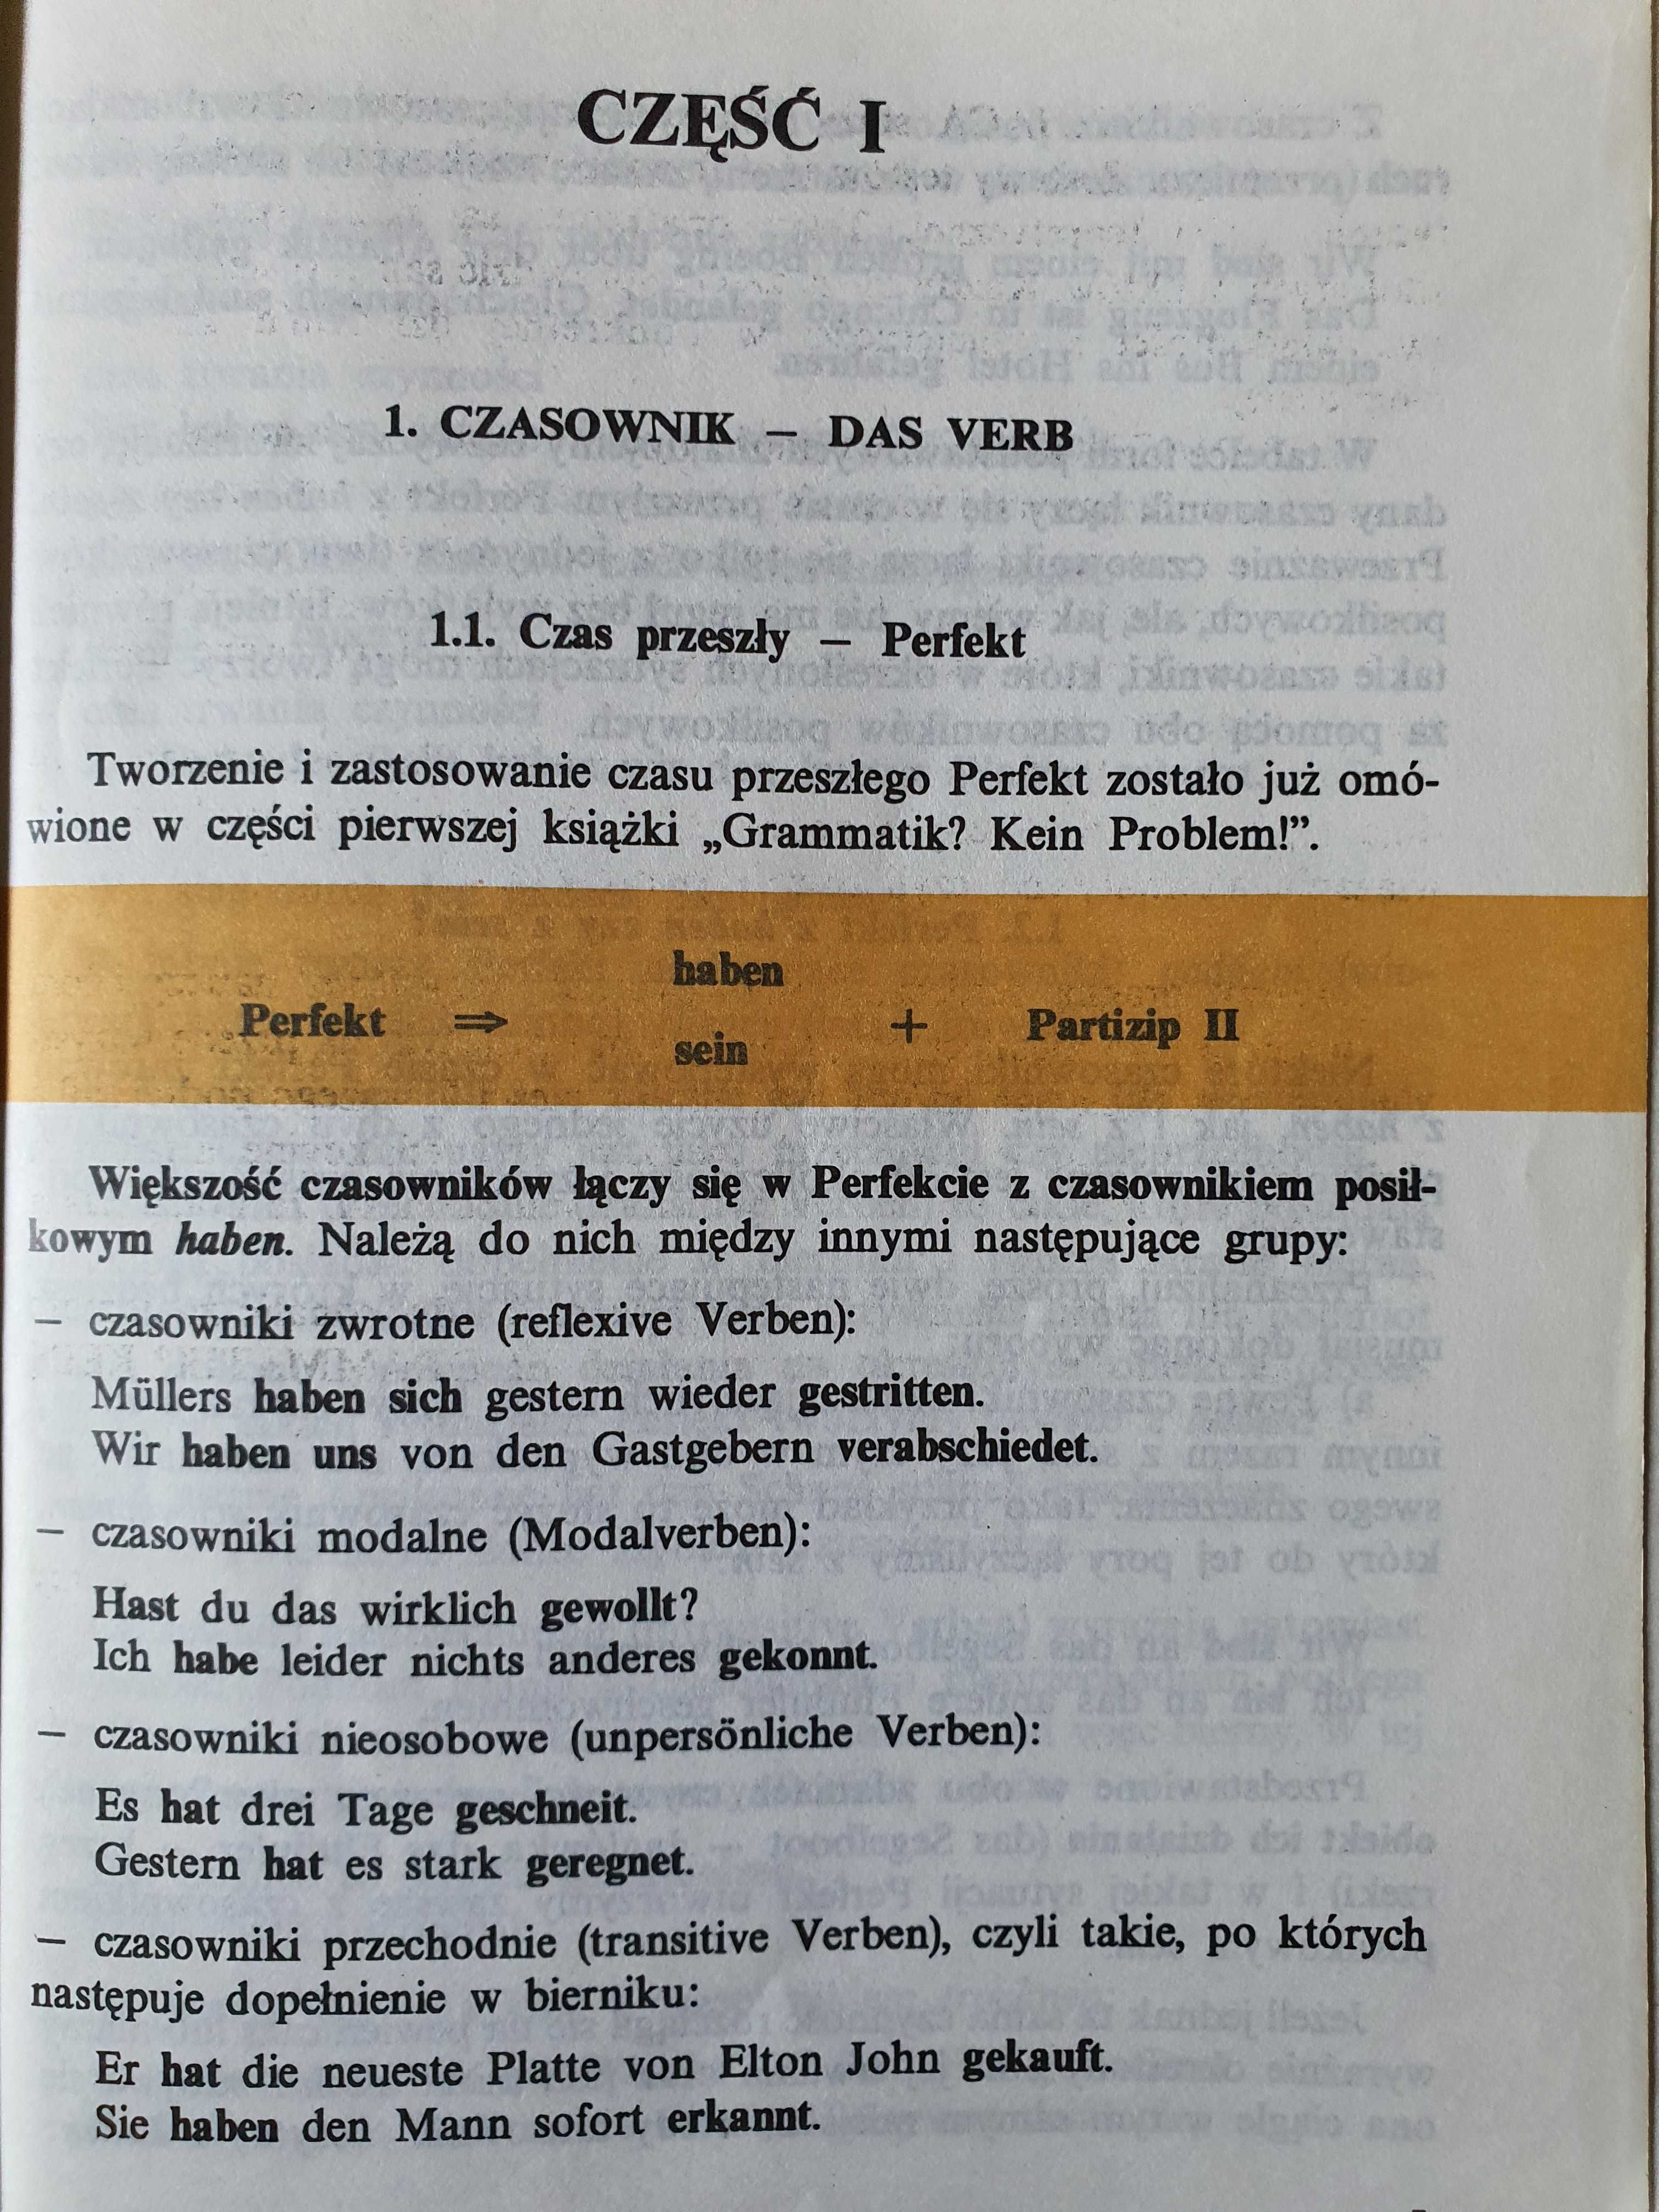 CZĘŚĆ I
1. CZASOWNIK – DAS VERB
1.1. Czas przeszły – Perfekt
Tworzenie i zastosowanie czasu przeszłego Perfekt zostało już omó-
wione w części pierwszej książki „Grammatik? Kein Problem!”.
haben
Perfekt ⇒ + Partizip II
sein
Większość czasowników łączy się w Perfekcie z czasownikiem posił-
kowym haben. Należą do nich między innymi następujące grupy:
– czasowniki zwrotne (reflexive Verben):
Müllers haben sich gestern wieder gestritten.
Wir haben uns von den Gastgebern verabschiedet.
– czasowniki modalne (Modalverben):
Hast du das wirklich gewollt?
Ich habe leider nichts anderes gekonnt.
– czasowniki nieosobowe (unpersönliche Verben):
Es hat drei Tage geschneit.
Gestern hat es stark geregnet.
– czasowniki przechodnie (transitive Verben), czyli takie, po których
następuje dopełnienie w bierniku:
Er hat die neueste Platte von Elton John gekauft.
Sie haben den Mann sofort erkannt.